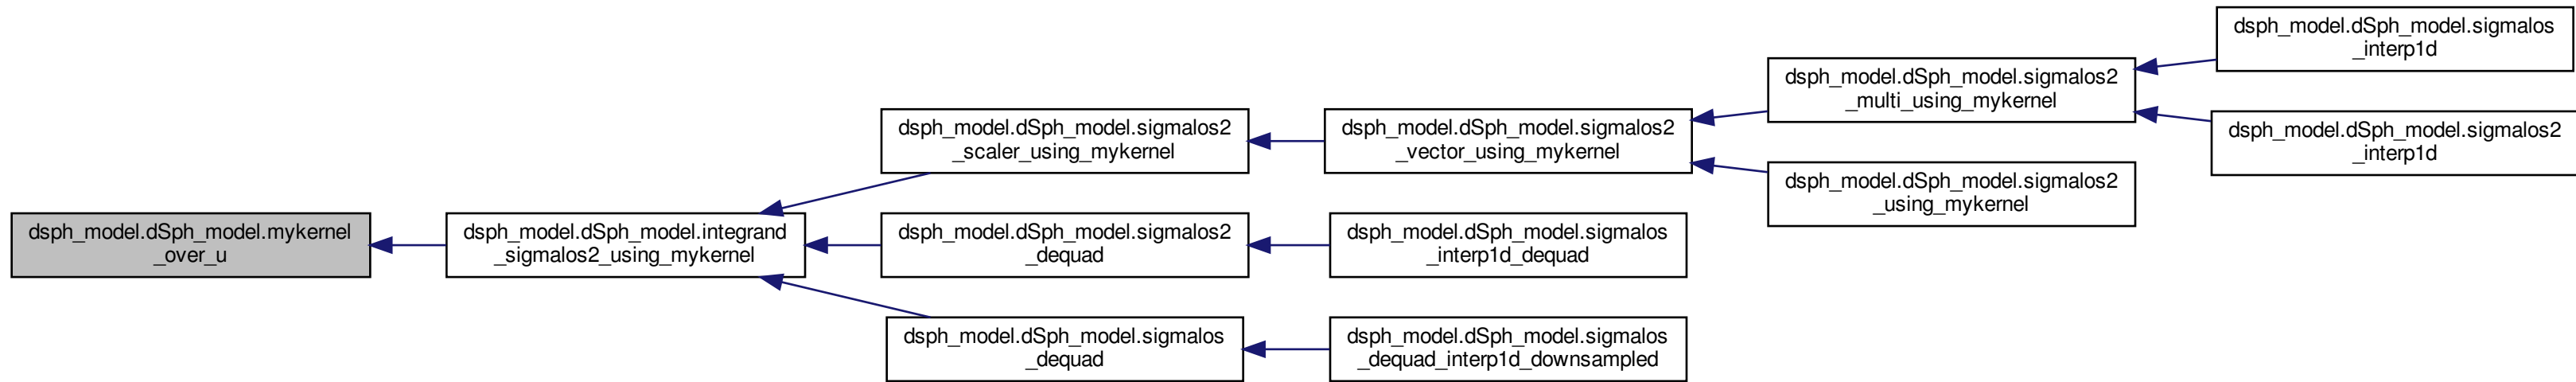 dsph_model.dSph_model.mykernel
_over_u
dsph_model.dSph_model.integrand
_sigmalos2_using_mykernel
dsph_model.dSph_model.sigmalos2
_scaler_using_mykernel
dsph_model.dSph_model.sigmalos2
_vector_using_mykernel
dsph_model.dSph_model.sigmalos2
_multi_using_mykernel
dsph_model.dSph_model.sigmalos
_interp1d
dsph_model.dSph_model.sigmalos2
_interp1d
dsph_model.dSph_model.sigmalos2
_using_mykernel
dsph_model.dSph_model.sigmalos2
_dequad
dsph_model.dSph_model.sigmalos
_interp1d_dequad
dsph_model.dSph_model.sigmalos
_dequad
dsph_model.dSph_model.sigmalos
_dequad_interp1d_downsampled